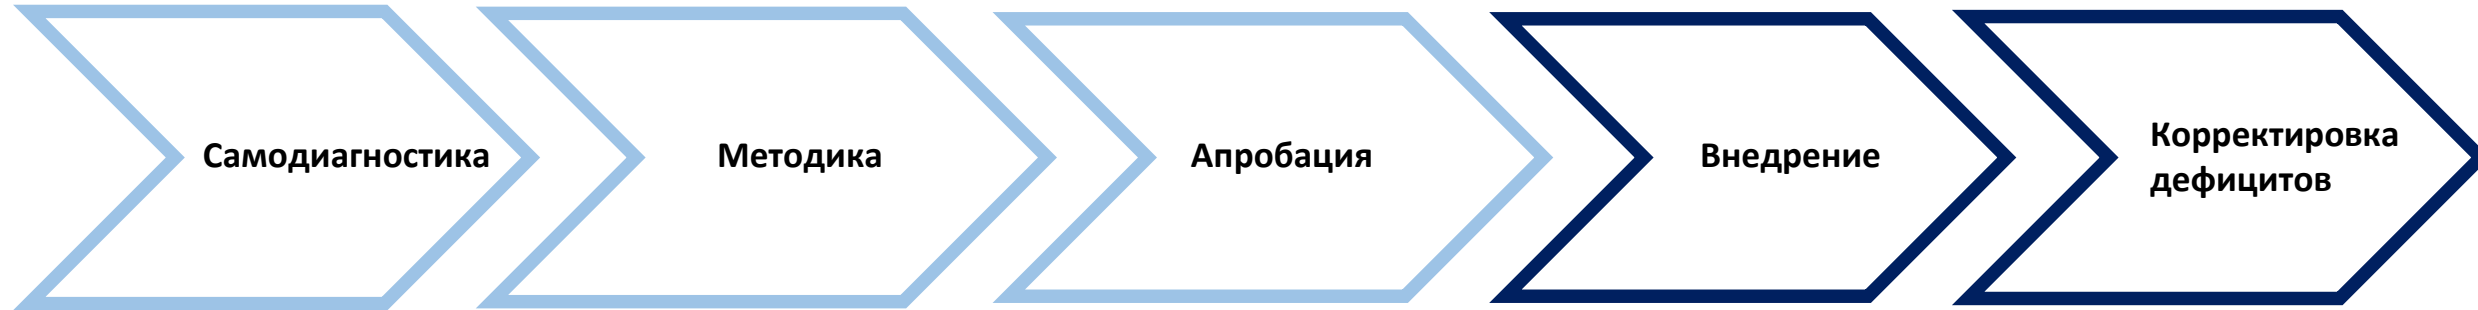 Самодиагностика
Методика
Апробация
Внедрение
Корректировка
дефицитов